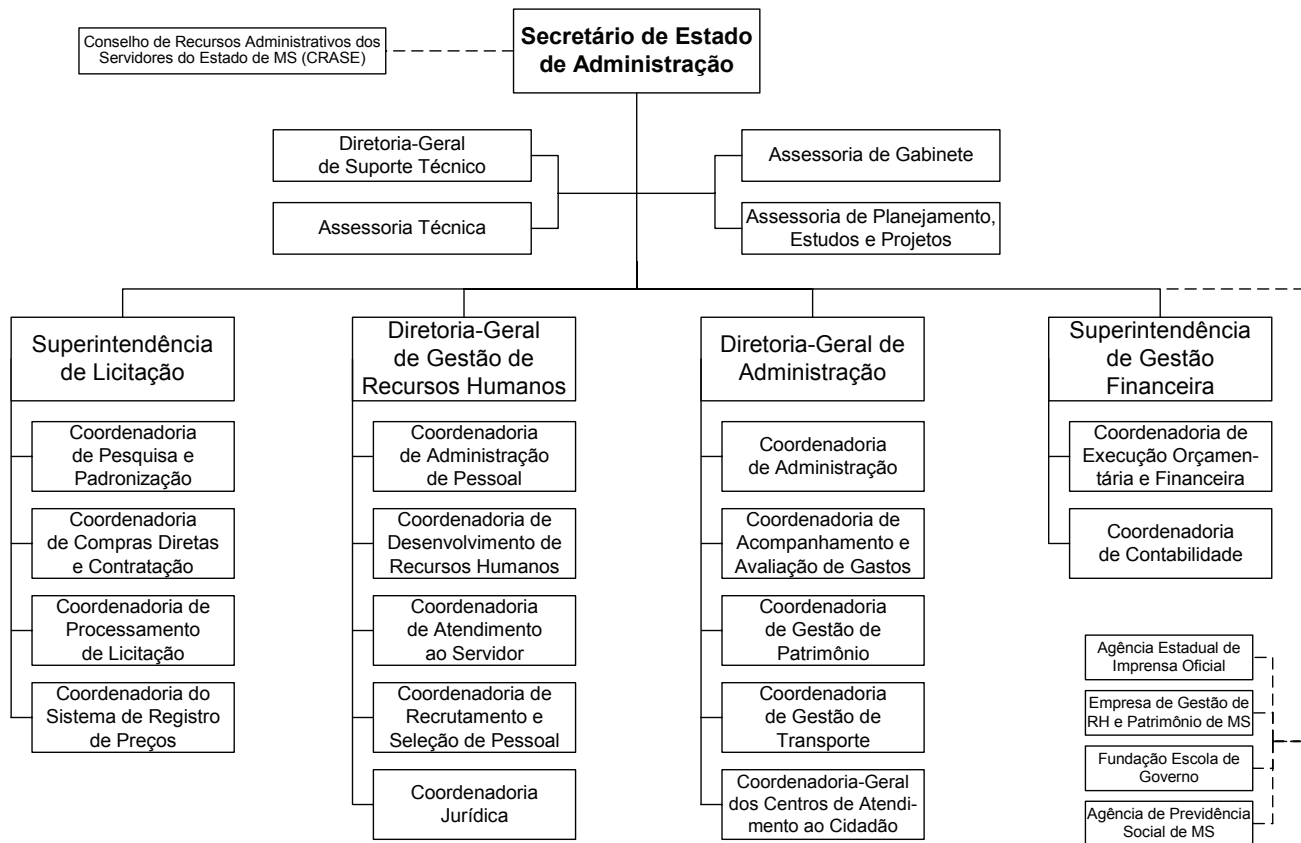 Conselho de Recursos Administrativos dos
Servidores do Estado de MS (CRASE)
Secretário de Estado
de Administração
Diretoria-Geral
de Suporte Técnico
Assessoria de Gabinete
Assessoria Técnica
Assessoria de Planejamento,
Estudos e Projetos
Superintendência
de Licitação
Coordenadoria
de Pesquisa e
Padronização
Coordenadoria
de Compras Diretas
e Contratação
Coordenadoria de
Processamento
de Licitação
Coordenadoria do
Sistema de Registro
de Preços
Diretoria-Geral
de Gestão de
Recursos Humanos
Coordenadoria
de Administração
de Pessoal
Coordenadoria de
Desenvolvimento de
Recursos Humanos
Coordenadoria
de Atendimento
ao Servidor
Coordenadoria de
Recrutamento e
Seleção de Pessoal
Coordenadoria
Jurídica
Diretoria-Geral de
Administração
Coordenadoria
de Administração
Coordenadoria de
Acompanhamento e
Avaliação de Gastos
Coordenadoria
de Gestão de
Patrimônio
Coordenadoria
de Gestão de
Transporte
Coordenadoria-Geral
dos Centros de Atendi-
mento ao Cidadão
Superintendência
de Gestão
Financeira
Coordenadoria de
Execução Orçamen-
tária e Financeira
Coordenadoria
de Contabilidade
Agência Estadual de
Imprensa Oficial
Empresa de Gestão de
RH e Patrimônio de MS
Fundação Escola de
Governo
Agência de Previdência
Social de MS